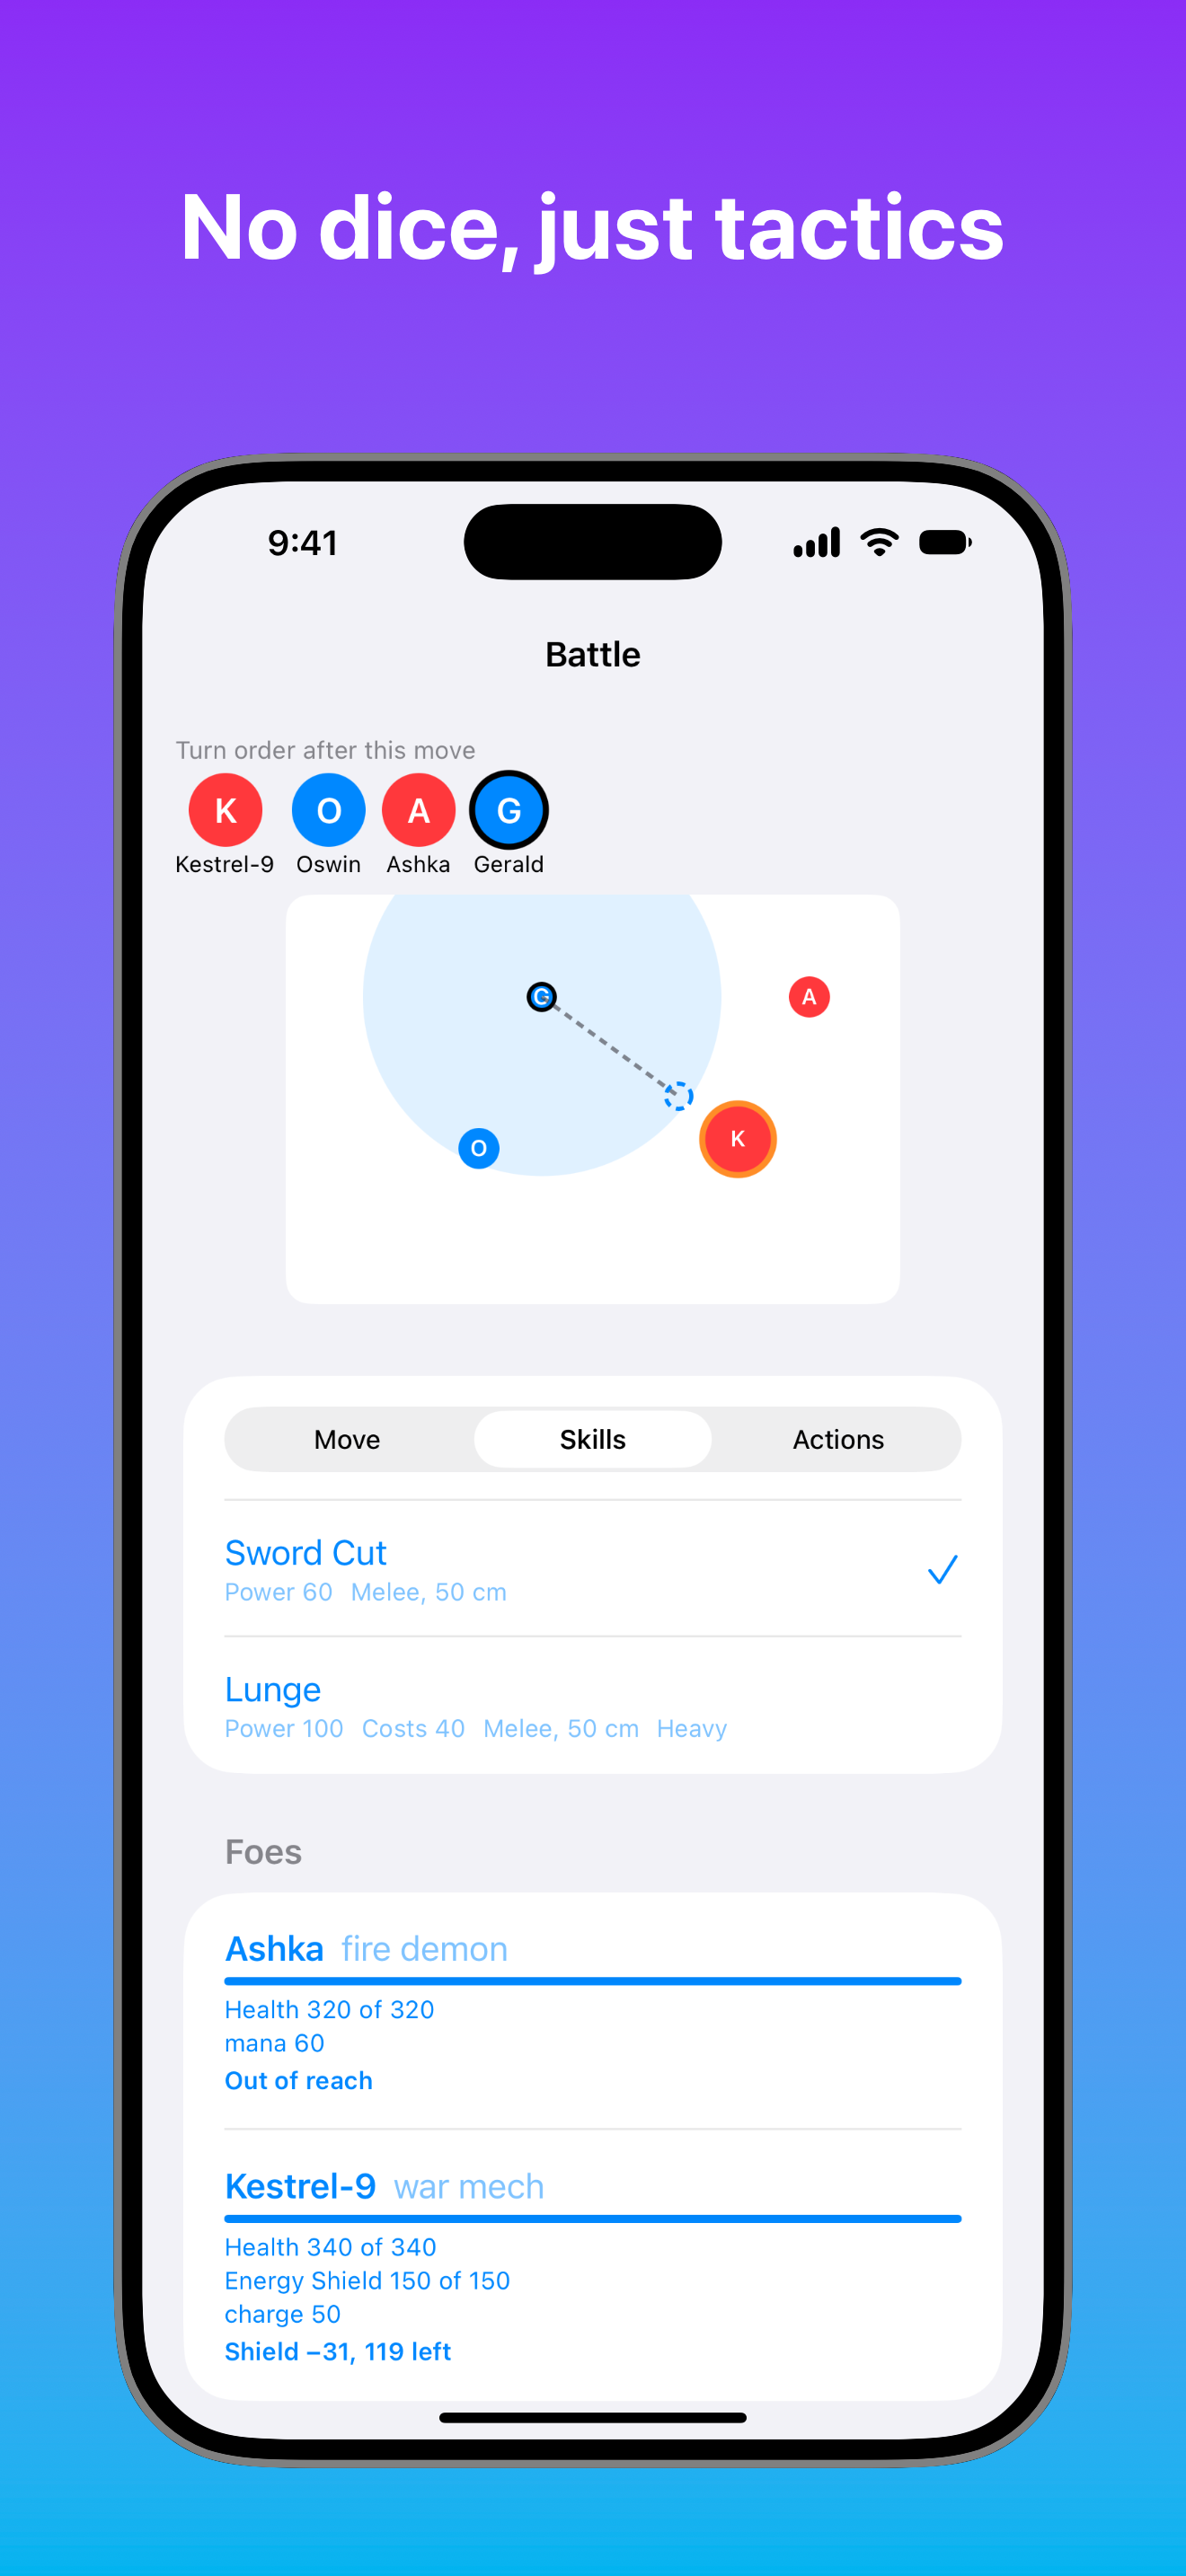 No dice, just tactics
9:41
Battle
Turn order after this move
K O A G
Kestrel-9 Oswin Ashka Gerald
G
A
K
O
Move Skills Actions
Sword Cut
Power 60 Melee, 50 cm
Lunge
Power 100 Costs 40 Melee, 50 cm Heavy
Foes
Ashka fire demon
Health 320 of 320
mana 60
Out of reach
Kestrel-9 war mech
Health 340 of 340
Energy Shield 150 of 150
charge 50
Shield –31, 119 left